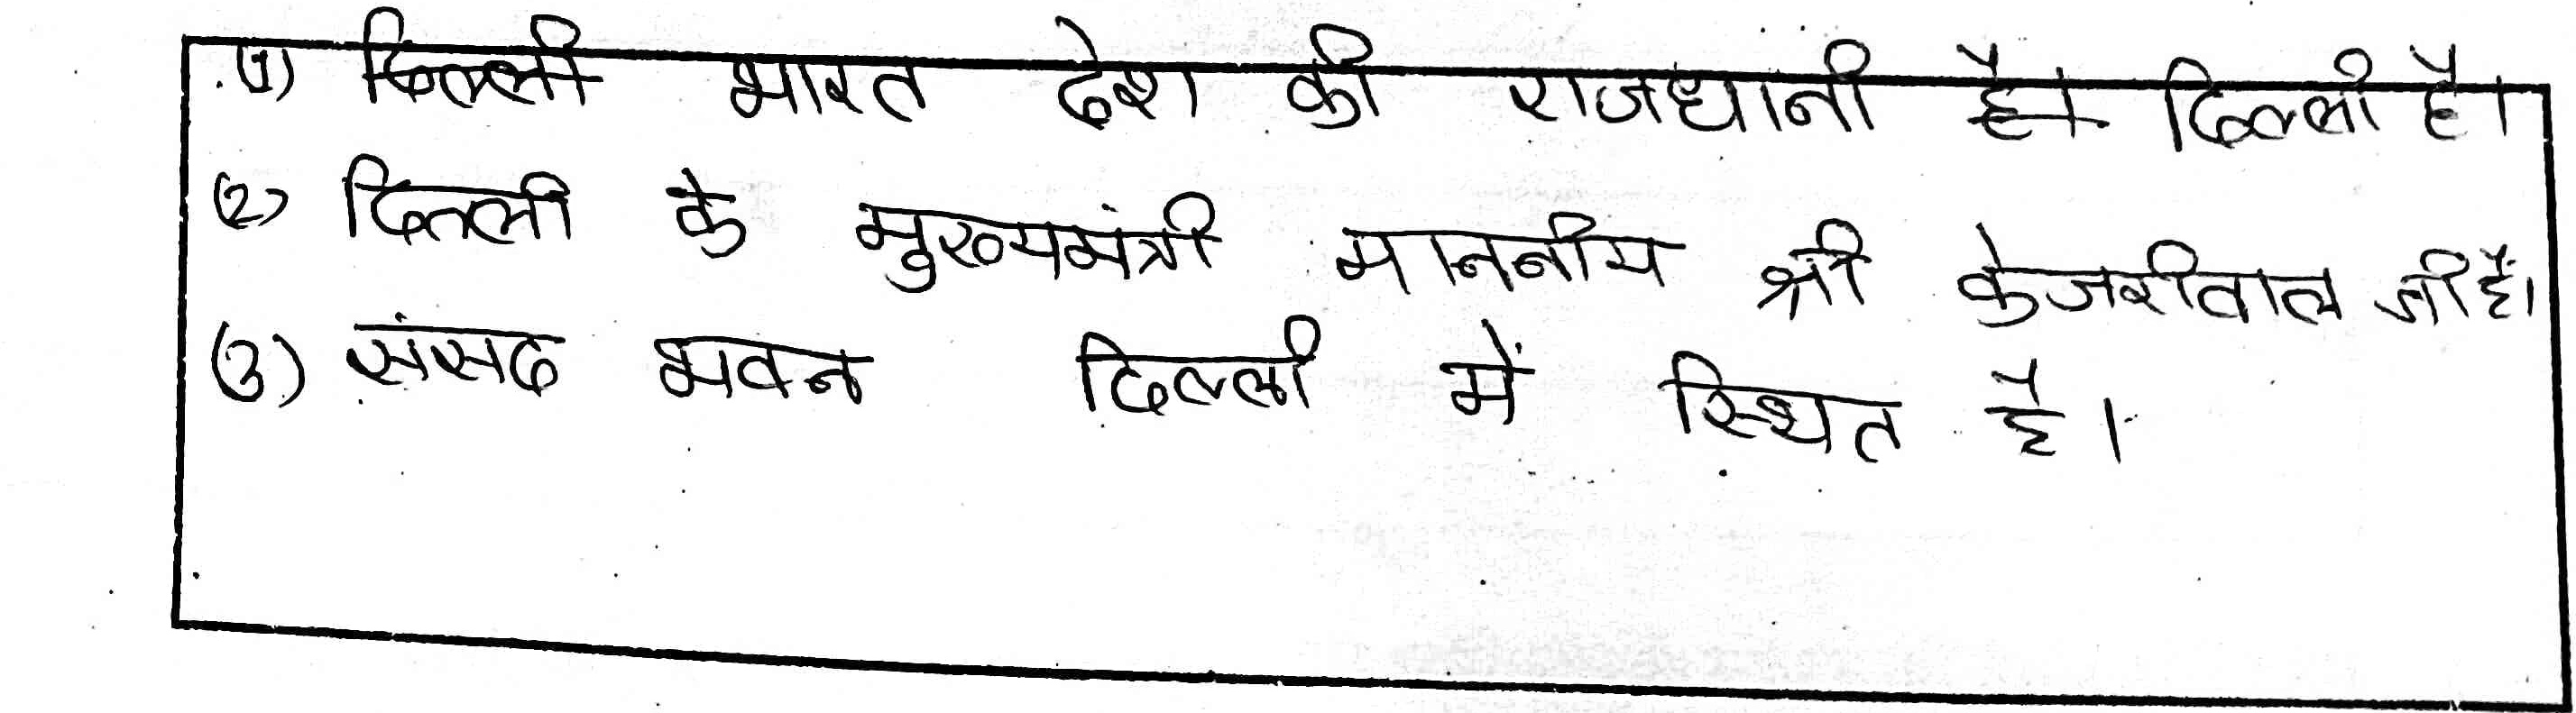 (1) दिल्ली भारत देश की राजधानी है। दिल्ली है।
(2) दिल्ली के मुख्यमंत्री माननीय श्री केजरीवाल जी हैं।
(3) संसद भवन दिल्ली में स्थित है।